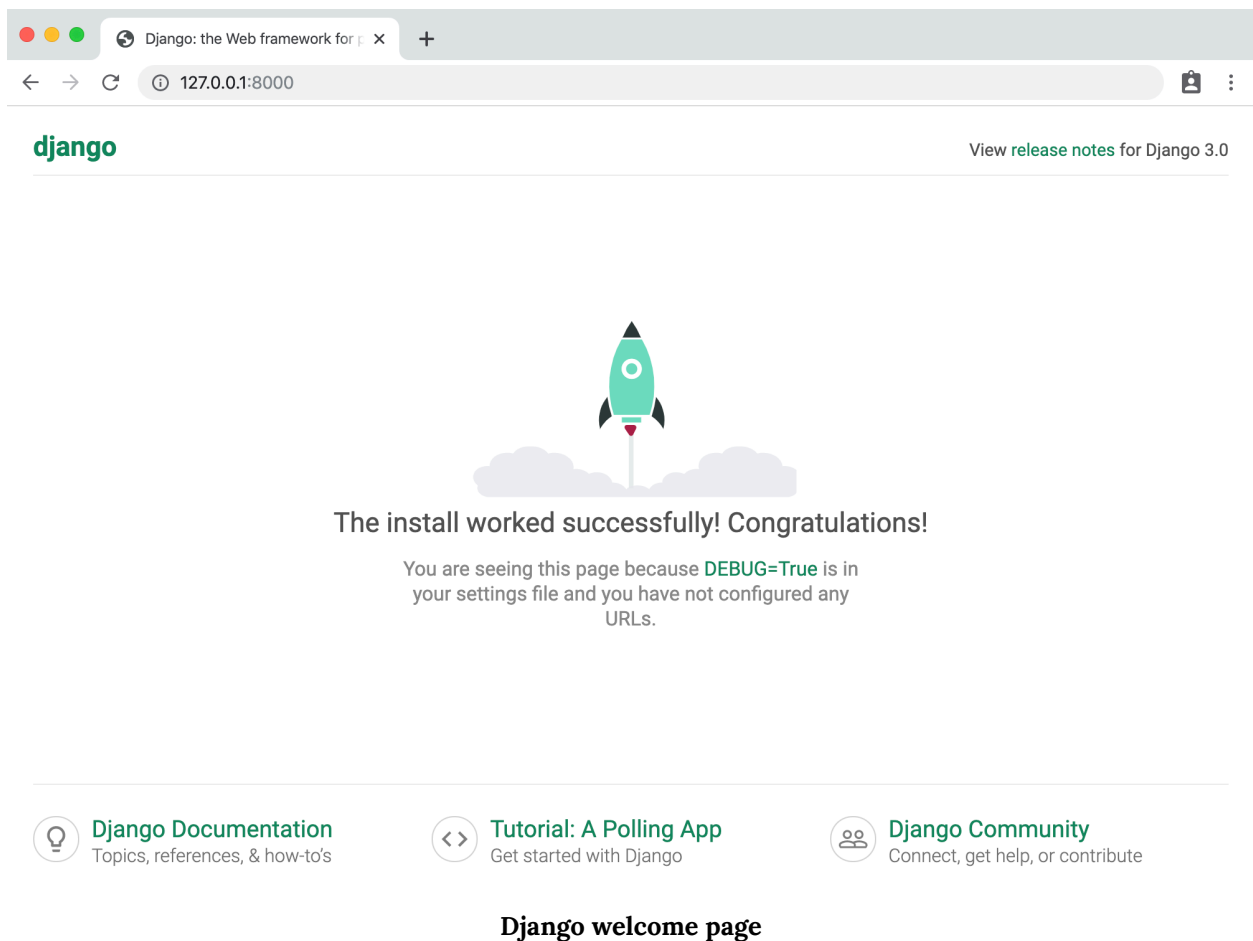 Django: the Web framework for
127.0.0.1:8000
django
View release notes for Django 3.0
The install worked successfully! Congratulations!
You are seeing this page because DEBUG=True is in
your settings file and you have not configured any
URLs.
Django Documentation
Topics, references, & how-to's
Tutorial: A Polling App
Get started with Django
Django Community
Connect, get help, or contribute
Django welcome page